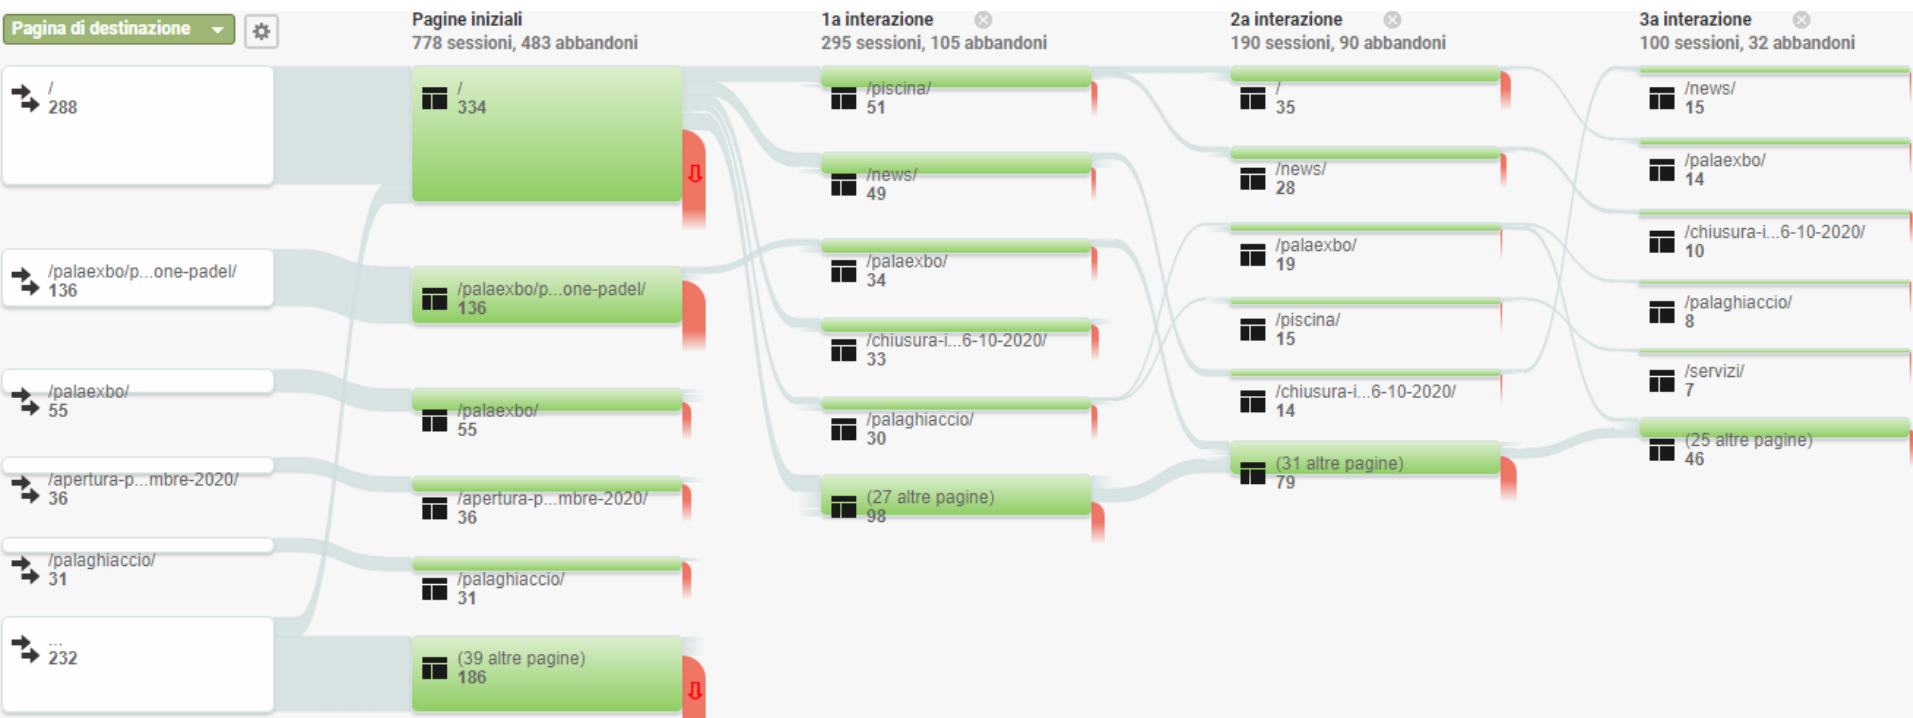 Pagina di destinazione
Pagine iniziali
778 sessioni, 483 abbandoni
1a interazione
295 sessioni, 105 abbandoni
2a interazione
190 sessioni, 90 abbandoni
3a interazione
100 sessioni, 32 abbandoni
/
288
/palaexbo/p...one-padel/
136
/palaexbo/
55
/apertura-p...mbre-2020/
36
/palaghiaccio/
31
...
232
/
334
/palaexbo/p...one-padel/
136
/palaexbo/
55
/apertura-p...mbre-2020/
36
/palaghiaccio/
31
(39 altre pagine)
186
/piscina/
51
/news/
49
/palaexbo/
34
/chiusura-i...6-10-2020/
33
/palaghiaccio/
30
(27 altre pagine)
98
/
35
/news/
28
/palaexbo/
19
/piscina/
15
/chiusura-i...6-10-2020/
14
(31 altre pagine)
79
/news/
15
/palaexbo/
14
/chiusura-i...6-10-2020/
10
/palaghiaccio/
8
/servizi/
7
(25 altre pagine)
46